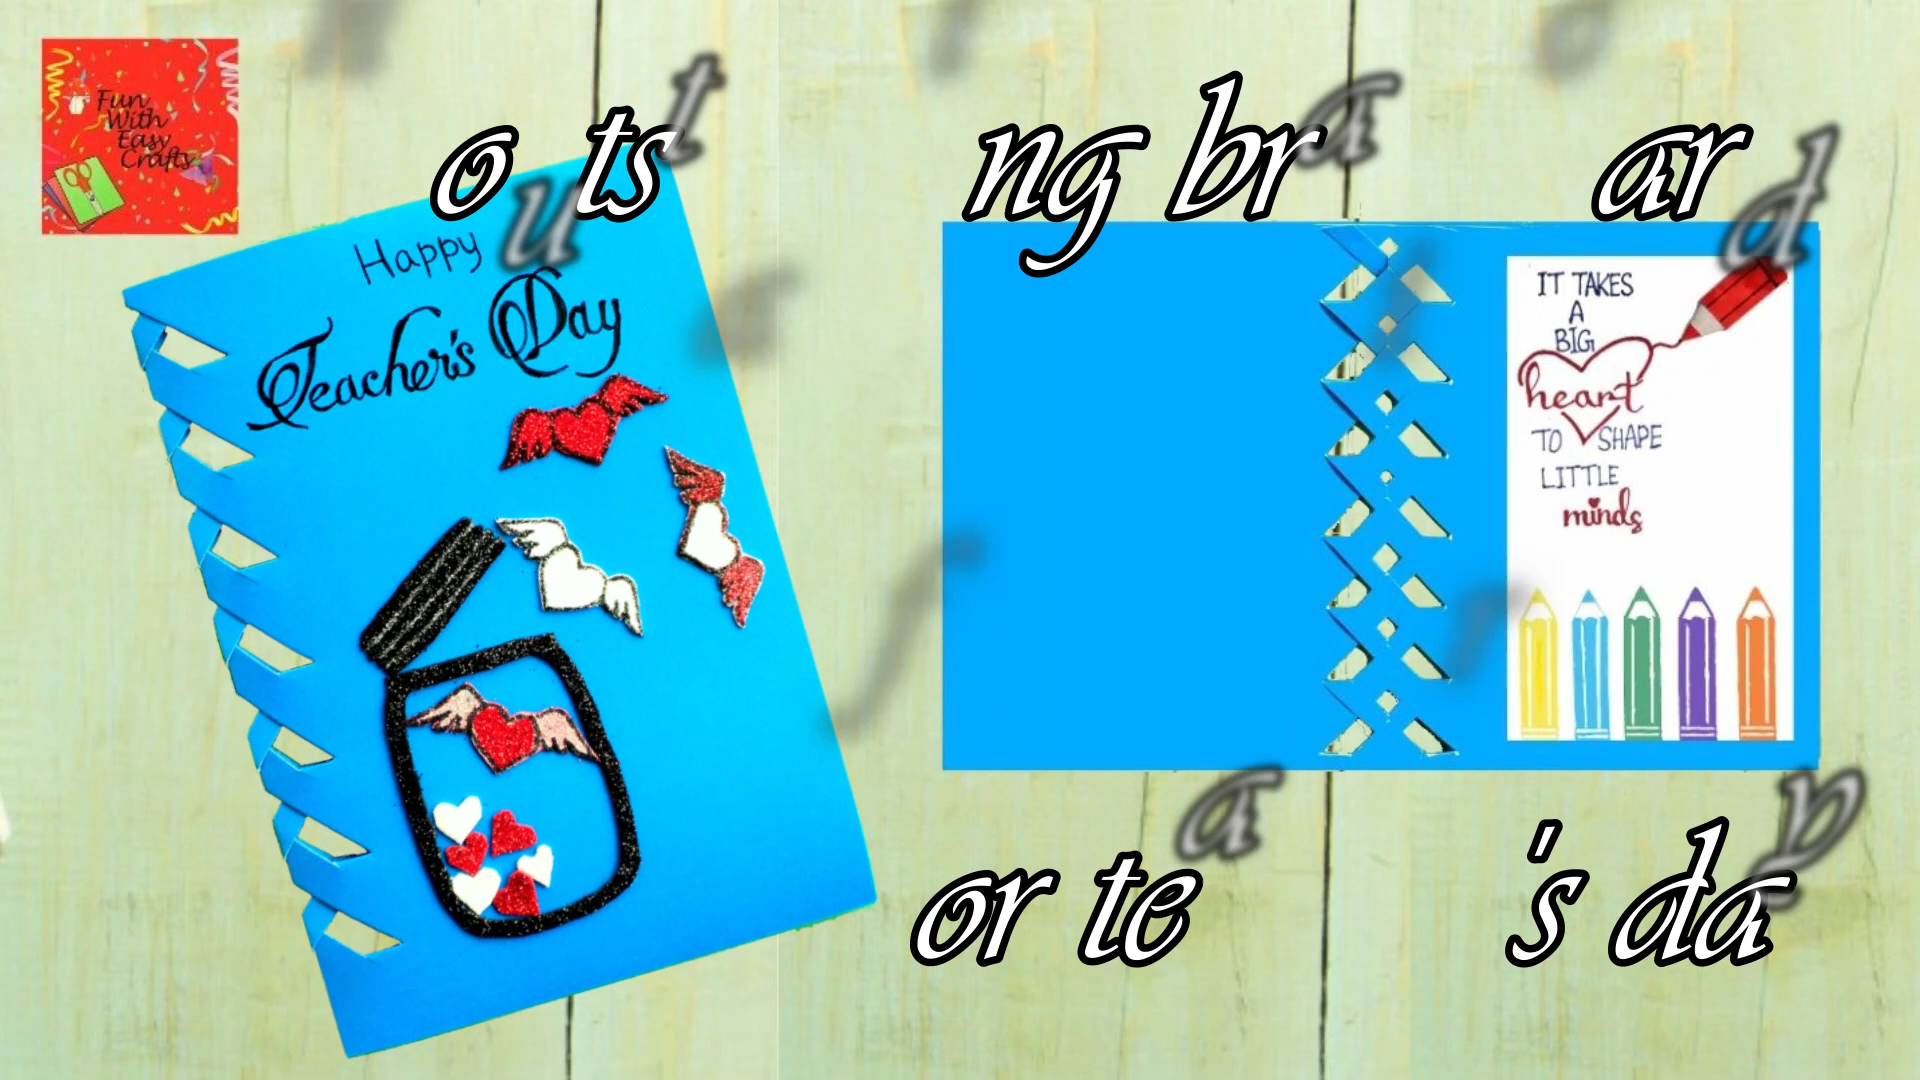 Fun
With
Easy
Crafts
o u ts t
ng br a
ar d
Happy
Teacher's Day
IT TAKES
A
BIG
heart
TO SHAPE
LITTLE
minds
or te a
's da y